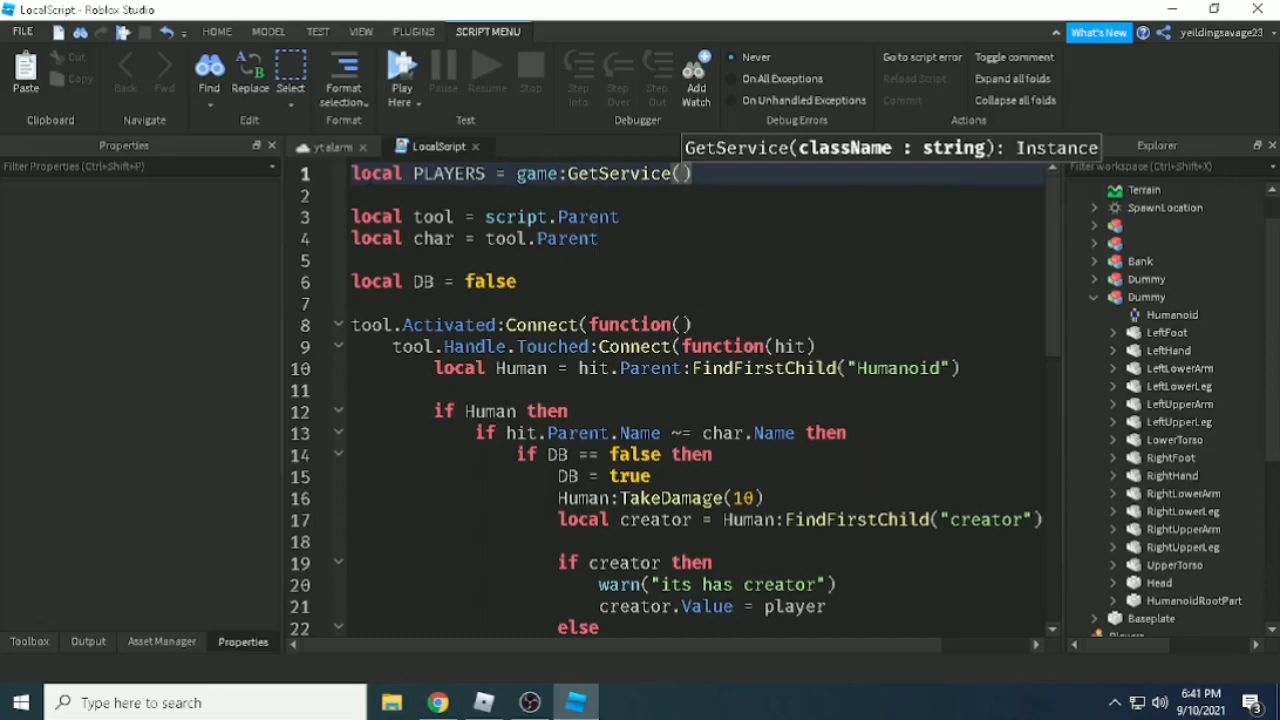 LocalScript - Roblox Studio
FILE HOME MODEL TEST VIEW PLUGINS SCRIPT MENU What's New yeildingsavage23
Paste Cut Copy Back Fwd Find Replace Select Format selection... Play Here Pause Resume Stop Step Into Step Over Step Out Add Watch
Never
On All Exceptions
On Unhandled Exceptions
Go to script error Toggle comment
Reload Script Expand all folds
Commit Collapse all folds
Clipboard Navigate Edit Format Test Debugger Debug Errors Actions
Properties
Filter Properties (Ctrl+Shift+P)
yt alarm LocalScript
GetService(className : string): Instance
1 local PLAYERS = game:GetService()
2
3 local tool = script.Parent
4 local char = tool.Parent
5
6 local DB = false
7
8 tool.Activated:Connect(function()
9 tool.Handle.Touched:Connect(function(hit)
10 local Human = hit.Parent:FindFirstChild("Humanoid")
11
12 if Human then
13 if hit.Parent.Name ~= char.Name then
14 if DB == false then
15 DB = true
16 Human:TakeDamage(10)
17 local creator = Human:FindFirstChild("creator")
18
19 if creator then
20 warn("its has creator")
21 creator.Value = player
22 else
Explorer
Filter workspace (Ctrl+Shift+X)
Terrain
SpawnLocation
Bank
Dummy
Dummy
Humanoid
LeftFoot
LeftHand
LeftLowerArm
LeftLowerLeg
LeftUpperArm
LeftUpperLeg
LowerTorso
RightFoot
RightHand
RightLowerArm
RightLowerLeg
RightUpperArm
RightUpperLeg
UpperTorso
Head
HumanoidRootPart
Baseplate
Players
Toolbox Output Asset Manager Properties
Type here to search
6:41 PM
9/10/2021
3